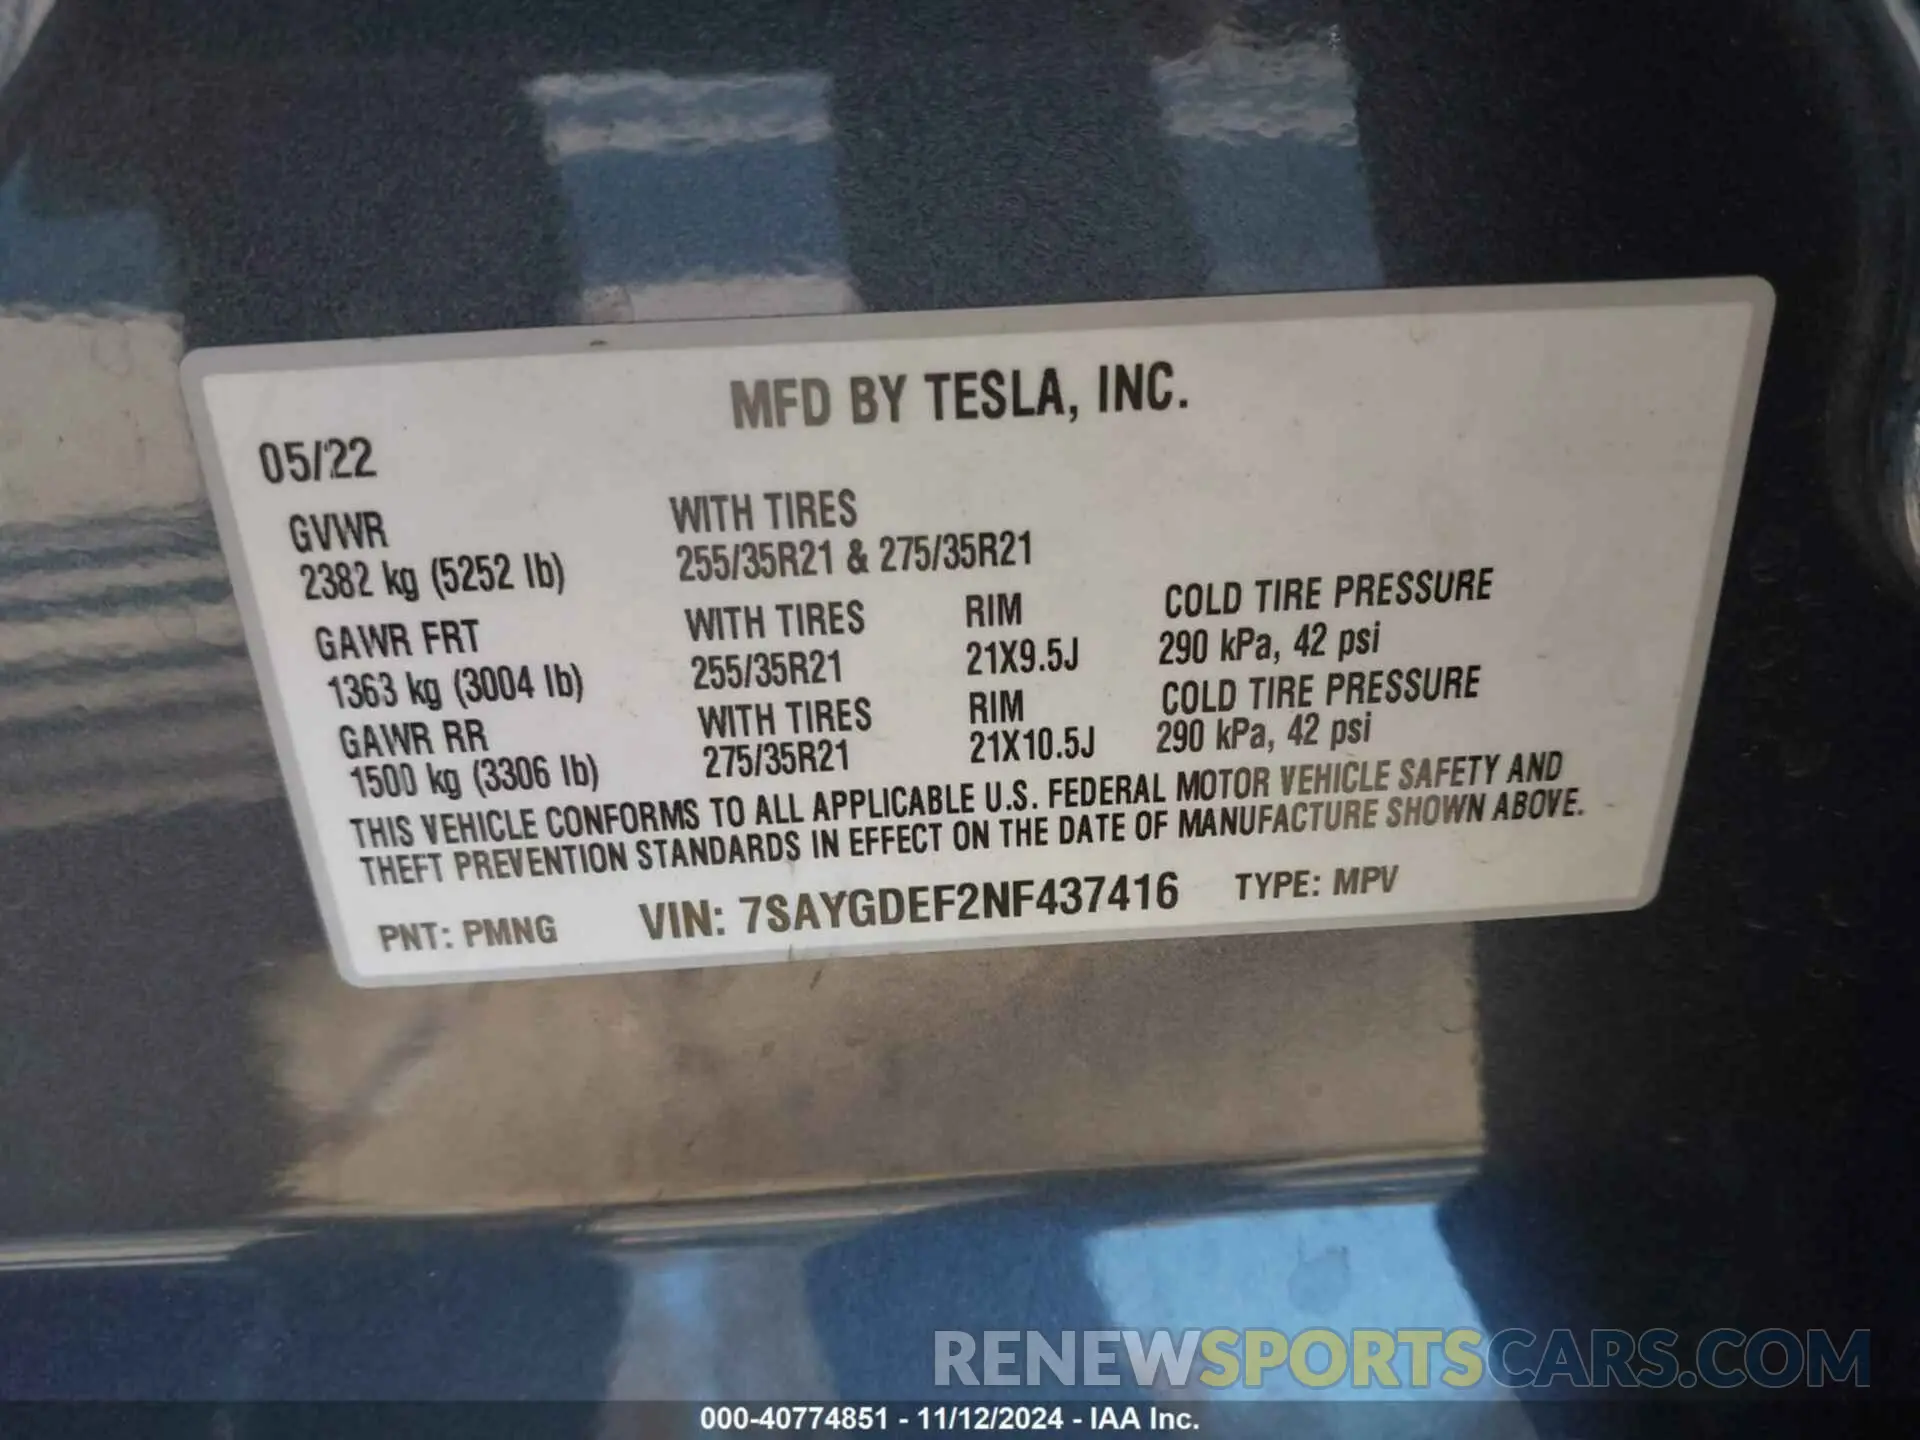 MFD BY TESLA, INC.
05/22
GVWR WITH TIRES
2382 kg (5252 lb) 255/35R21 & 275/35R21
GAWR FRT WITH TIRES RIM COLD TIRE PRESSURE
1363 kg (3004 lb) 255/35R21 21X9.5J 290 kPa, 42 psi
GAWR RR WITH TIRES RIM COLD TIRE PRESSURE
1500 kg (3306 lb) 275/35R21 21X10.5J 290 kPa, 42 psi
THIS VEHICLE CONFORMS TO ALL APPLICABLE U.S. FEDERAL MOTOR VEHICLE SAFETY AND
THEFT PREVENTION STANDARDS IN EFFECT ON THE DATE OF MANUFACTURE SHOWN ABOVE.
PNT: PMNG VIN: 7SAYGDEF2NF437416 TYPE: MPV
RENEWSPORTSCARS.COM
000-40774851 - 11/12/2024 - IAA Inc.